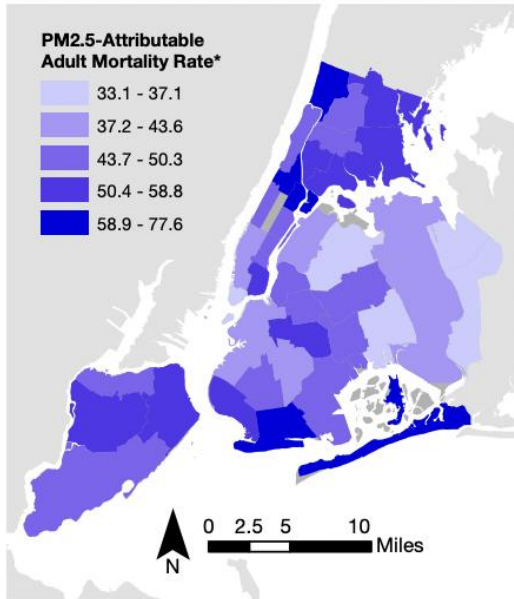 PM2.5-Attributable
Adult Mortality Rate*
33.1 - 37.1
37.2 - 43.6
43.7 - 50.3
50.4 - 58.8
58.9 - 77.6
0 2.5 5 10
Miles
N